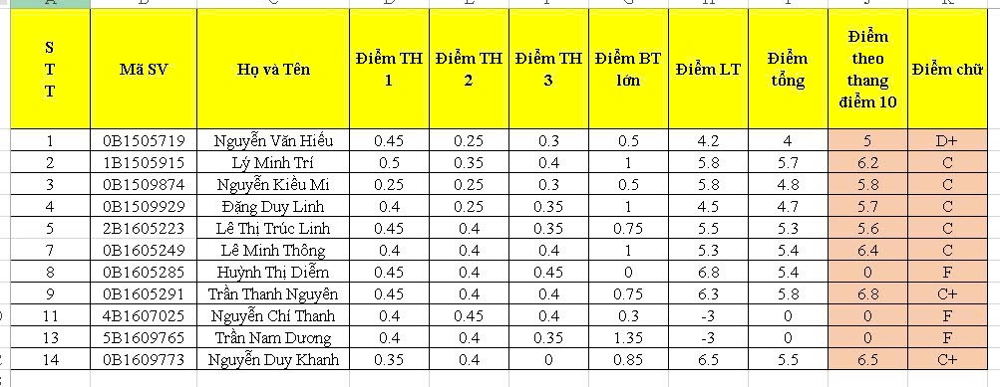 S
T
T
Mã SV
Họ và Tên
Điểm TH
1
Điểm TH
2
Điểm TH
3
Điểm BT
lớn
Điểm LT
Điểm
tổng
Điểm
theo
thang
điểm 10
Điểm chữ
1 0B1505719 Nguyễn Văn Hiếu 0.45 0.25 0.3 0.5 4.2 4 5 D+
2 1B1505915 Lý Minh Trí 0.5 0.35 0.4 1 5.8 5.7 6.2 C
3 0B1509874 Nguyễn Kiều Mi 0.25 0.25 0.3 0.5 5.8 4.8 5.8 C
4 0B1509929 Đặng Duy Linh 0.4 0.25 0.35 1 4.5 4.7 5.7 C
5 2B1605223 Lê Thị Trúc Linh 0.45 0.4 0.35 0.75 5.5 5.3 5.6 C
7 0B1605249 Lê Minh Thông 0.4 0.4 0.4 1 5.3 5.4 6.4 C
8 0B1605285 Huỳnh Thị Diễm 0.45 0.4 0.45 0 6.8 5.4 0 F
9 0B1605291 Trần Thanh Nguyên 0.45 0.4 0.4 0.75 6.3 5.8 6.8 C+
11 4B1607025 Nguyễn Chí Thanh 0.4 0.45 0.4 0.3 -3 0 0 F
13 5B1609765 Trần Nam Dương 0.4 0.4 0.35 1.35 -3 0 0 F
14 0B1609773 Nguyễn Duy Khanh 0.35 0.4 0 0.85 6.5 5.5 6.5 C+